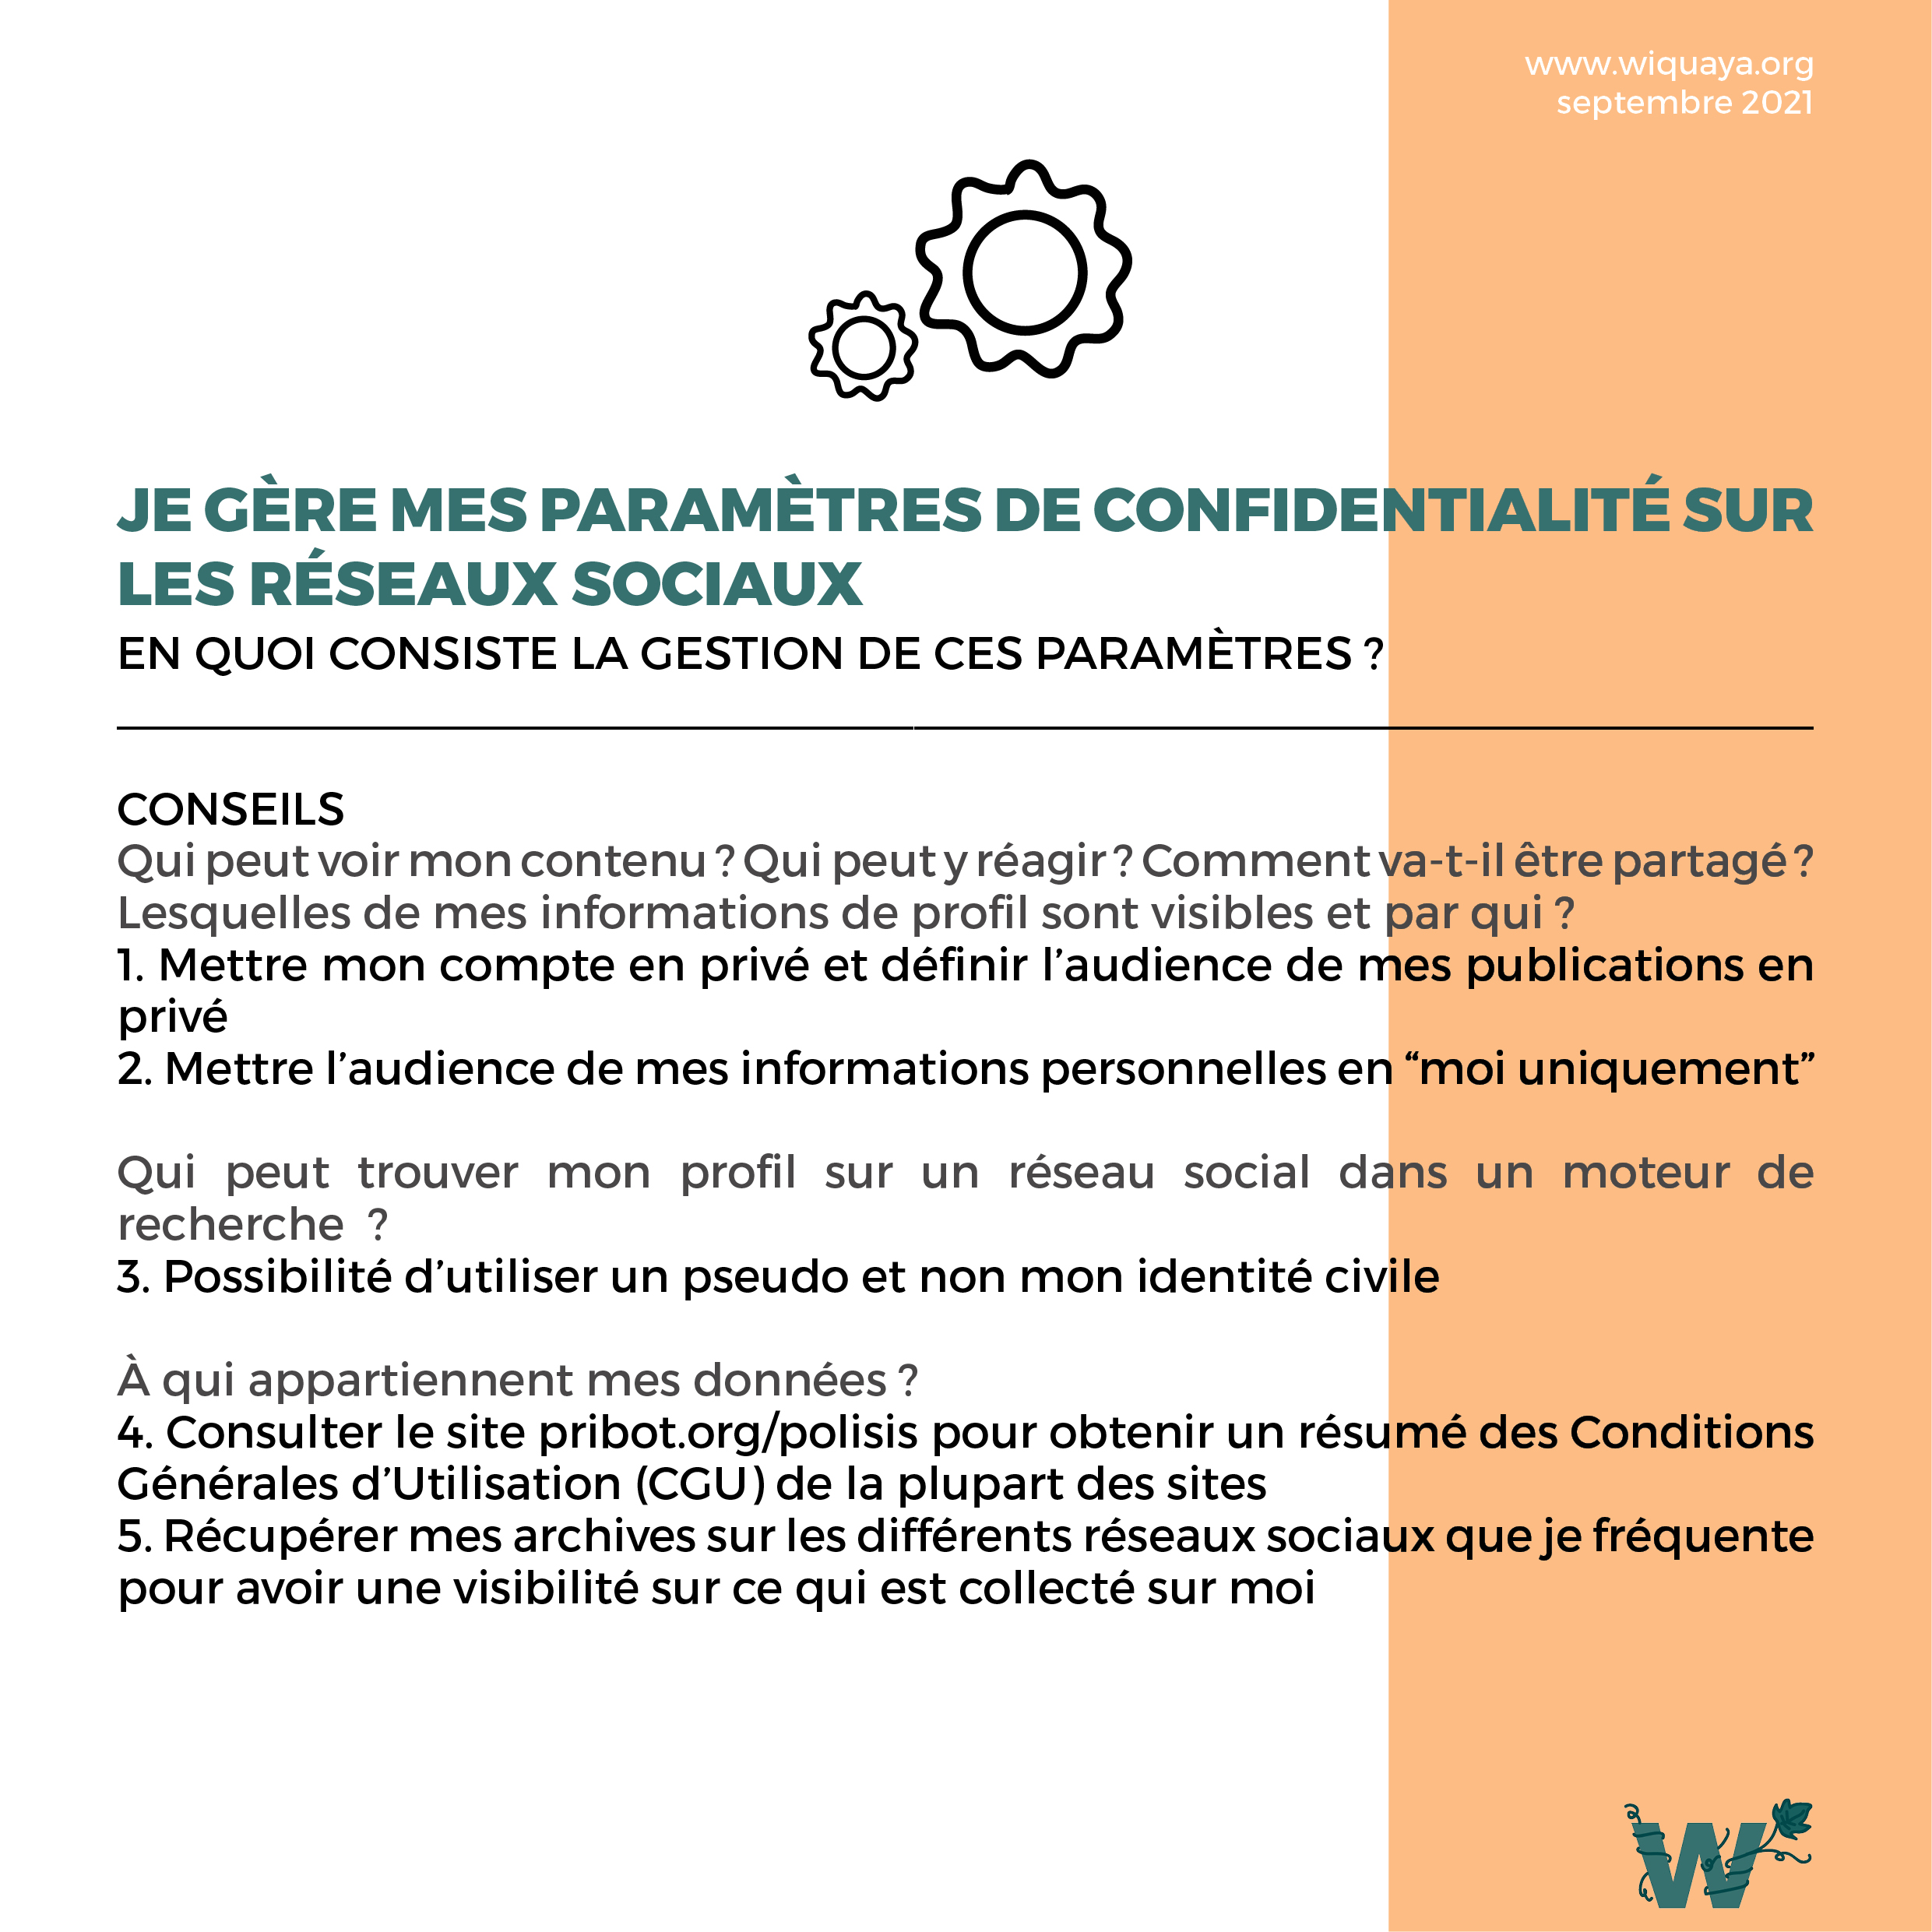 www.wiquaya.org
septembre 2021
JE GÈRE MES PARAMÈTRES DE CONFIDENTIALITÉ SUR
LES RÉSEAUX SOCIAUX
EN QUOI CONSISTE LA GESTION DE CES PARAMÈTRES ?
CONSEILS
Qui peut voir mon contenu ? Qui peut y réagir ? Comment va-t-il être partagé ?
Lesquelles de mes informations de profil sont visibles et par qui ?
1. Mettre mon compte en privé et définir l’audience de mes publications en
privé
2. Mettre l’audience de mes informations personnelles en “moi uniquement”
Qui peut trouver mon profil sur un réseau social dans un moteur de
recherche ?
3. Possibilité d’utiliser un pseudo et non mon identité civile
À qui appartiennent mes données ?
4. Consulter le site pribot.org/polisis pour obtenir un résumé des Conditions
Générales d’Utilisation (CGU) de la plupart des sites
5. Récupérer mes archives sur les différents réseaux sociaux que je fréquente
pour avoir une visibilité sur ce qui est collecté sur moi
W